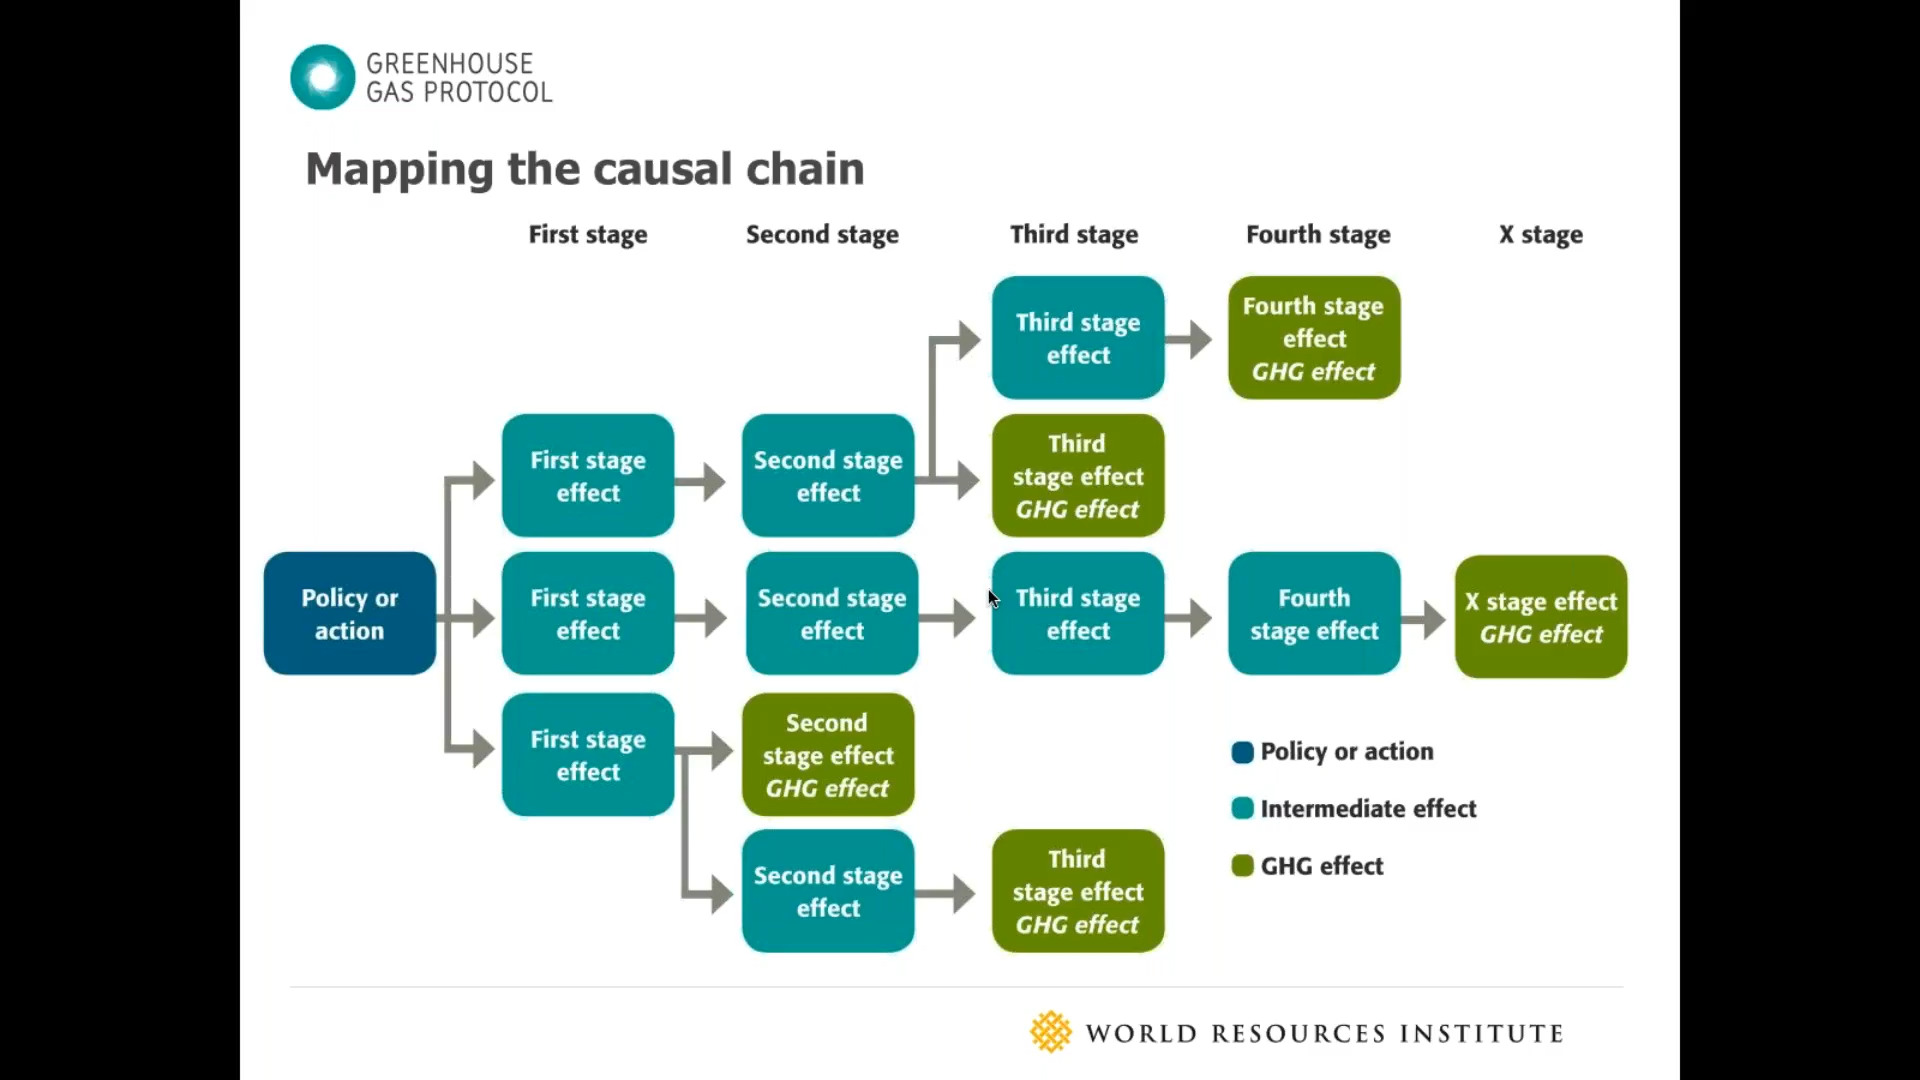 GREENHOUSE
GAS PROTOCOL
Mapping the causal chain
First stage
Second stage
Third stage
Fourth stage
X stage
Third stage
effect
Fourth stage
effect
GHG effect
First stage
effect
Second stage
effect
Third
stage effect
GHG effect
Policy or
action
First stage
effect
Second stage
effect
Third stage
effect
Fourth
stage effect
X stage effect
GHG effect
First stage
effect
Second
stage effect
GHG effect
Second stage
effect
Third
stage effect
GHG effect
Policy or action
Intermediate effect
GHG effect
WORLD RESOURCES INSTITUTE